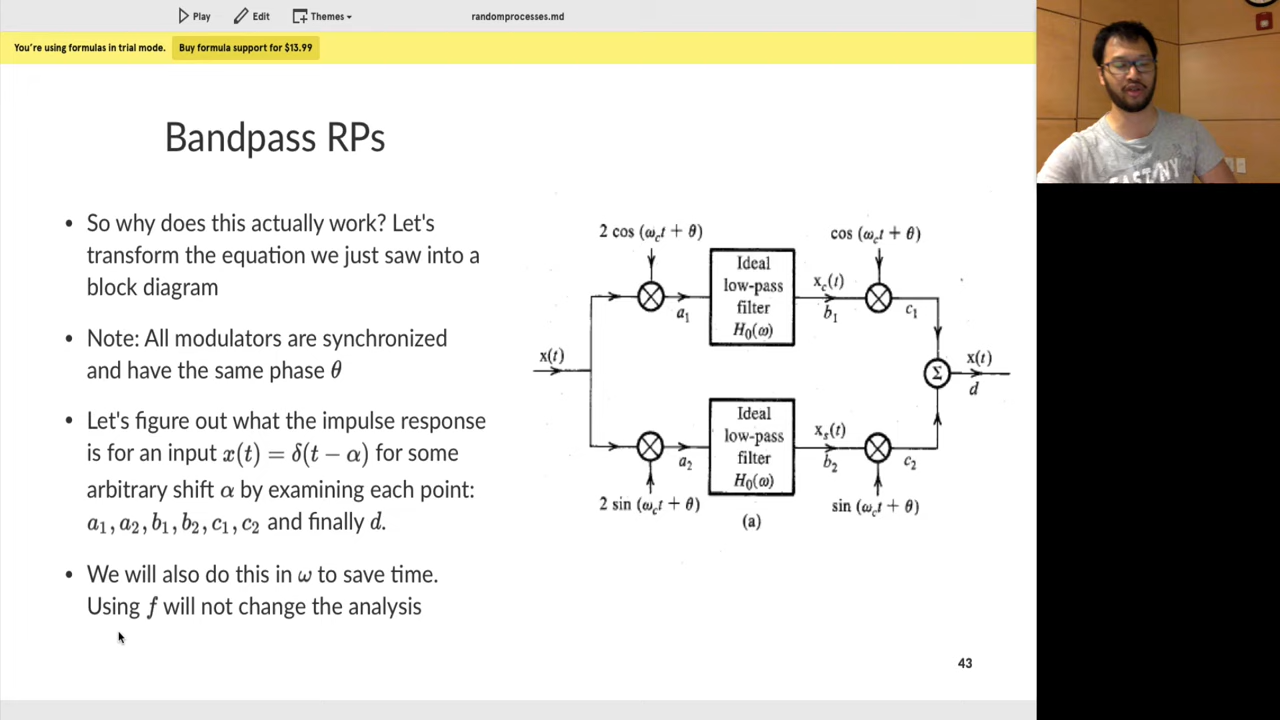 Play Edit Themes randomprocesses.md
You're using formulas in trial mode. Buy formula support for $13.99
Bandpass RPs
• So why does this actually work? Let's
transform the equation we just saw into a
block diagram
• Note: All modulators are synchronized
and have the same phase θ
• Let's figure out what the impulse response
is for an input x(t) = δ(t − α) for some
arbitrary shift α by examining each point:
a₁, a₂, b₁, b₂, c₁, c₂ and finally d.
• We will also do this in ω to save time.
Using f will not change the analysis
2 cos (ω_c t + θ)
cos (ω_c t + θ)
Ideal
low-pass
filter
H₀(ω)
a₁
x_c(t)
b₁
c₁
x(t)
Σ
x(t)
d
Ideal
low-pass
filter
H₀(ω)
a₂
x_s(t)
b₂
c₂
2 sin (ω_c t + θ)
sin (ω_c t + θ)
(a)
43